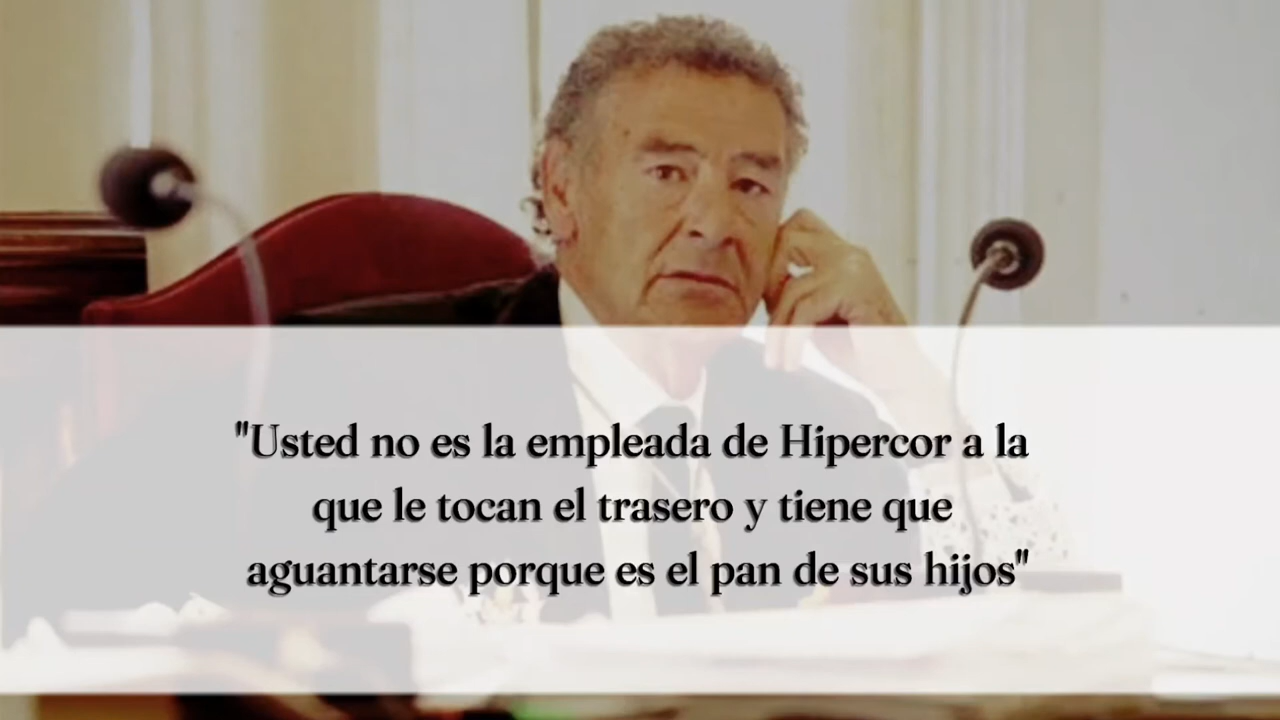 "Usted no es la empleada de Hipercor a la
que le tocan el trasero y tiene que
aguantarse porque es el pan de sus hijos"